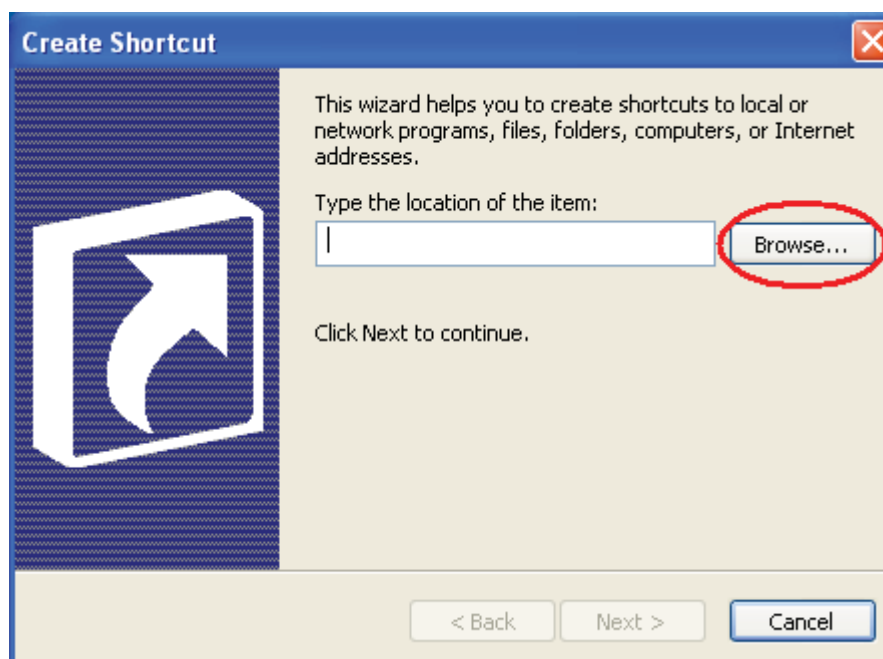 Create Shortcut
This wizard helps you to create shortcuts to local or
network programs, files, folders, computers, or Internet
addresses.
Type the location of the item:
Browse...
Click Next to continue.
< Back
Next >
Cancel